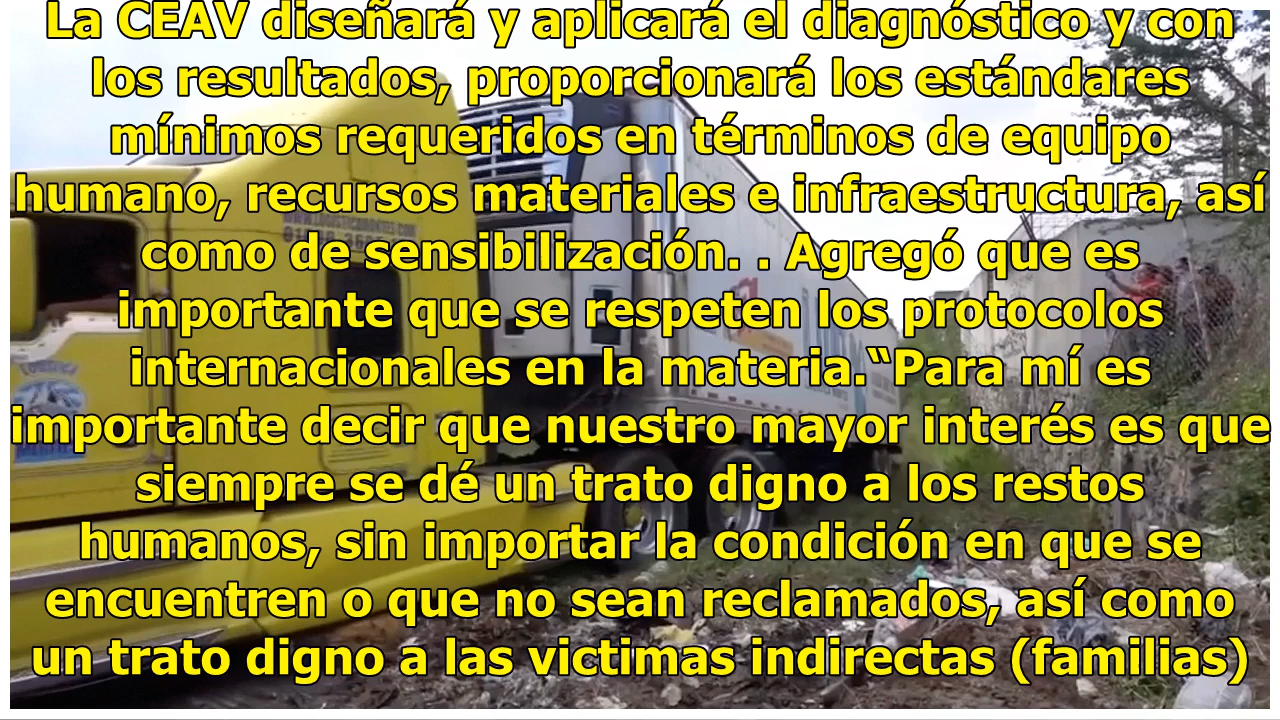 La CEAV diseñará y aplicará el diagnóstico y con
los resultados, proporcionará los estándares
mínimos requeridos en términos de equipo
humano, recursos materiales e infraestructura, así
como de sensibilización. . Agregó que es
importante que se respeten los protocolos
internacionales en la materia.“Para mí es
importante decir que nuestro mayor interés es que
siempre se dé un trato digno a los restos
humanos, sin importar la condición en que se
encuentren o que no sean reclamados, así como
un trato digno a las victimas indirectas (familias)